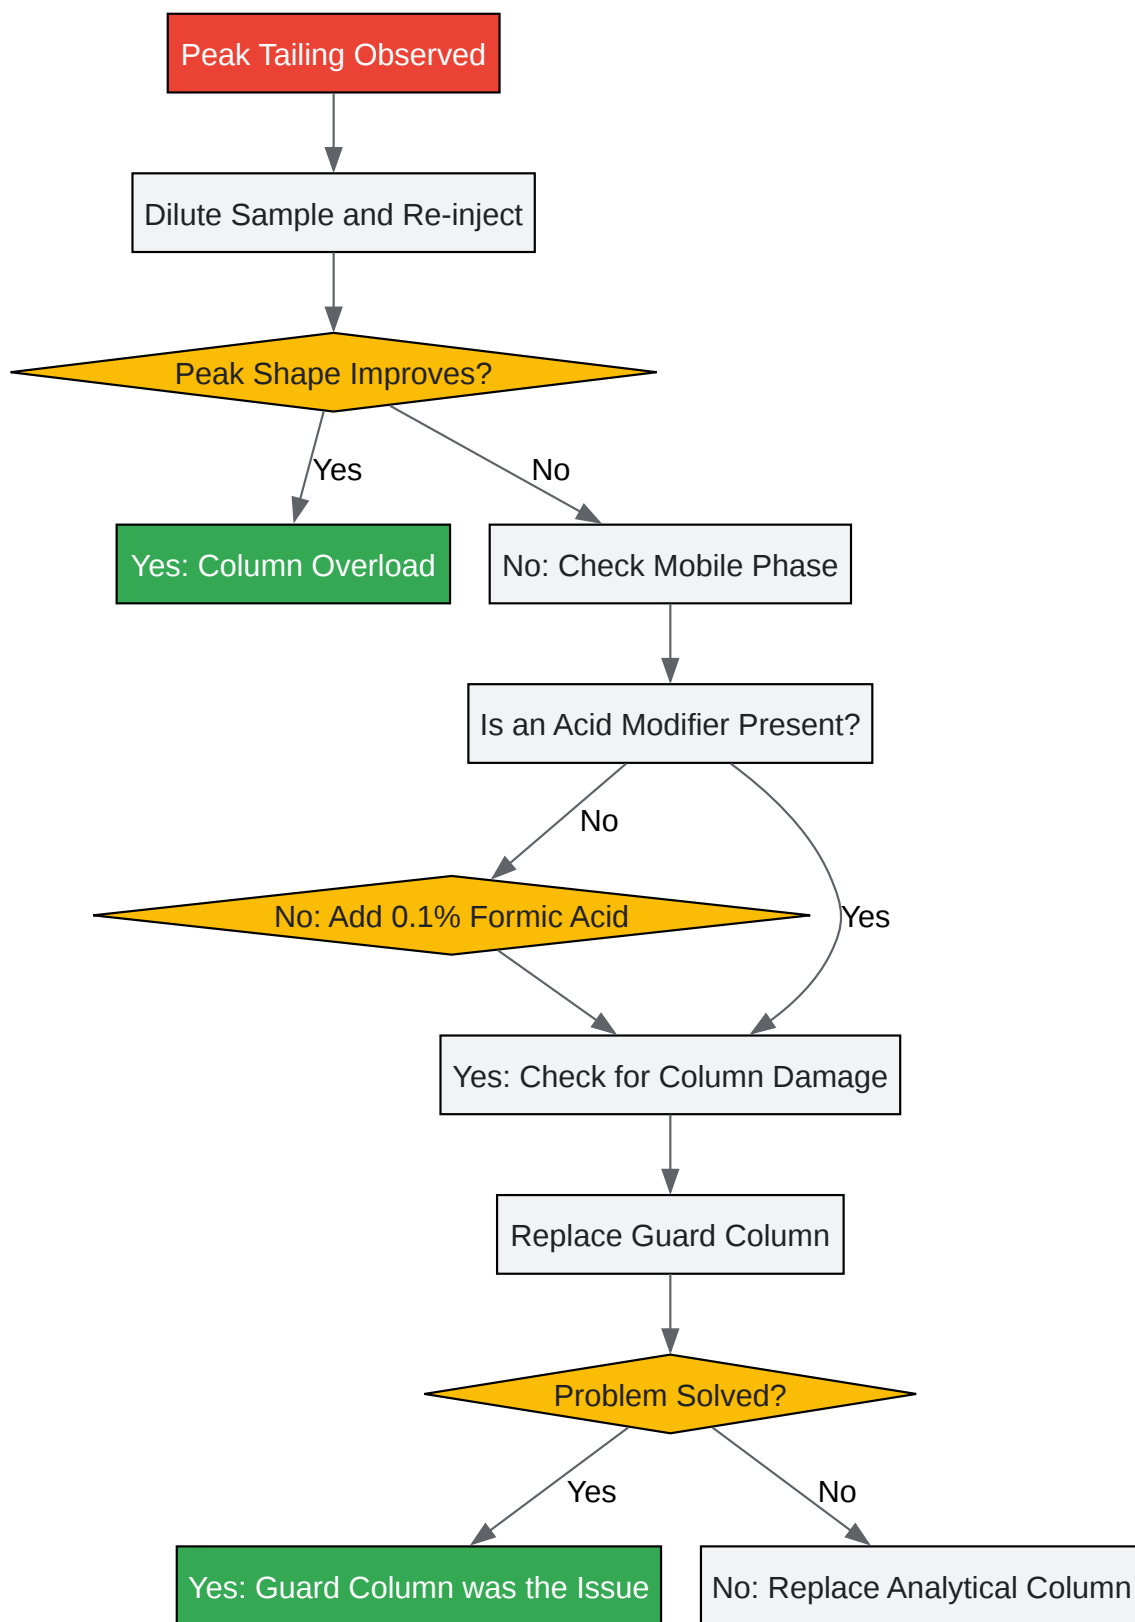 Peak Tailing Observed
Dilute Sample and Re-inject
Peak Shape Improves?
Yes
No
Yes: Column Overload
No: Check Mobile Phase
Is an Acid Modifier Present?
No
No: Add 0.1% Formic Acid
Yes
Yes: Check for Column Damage
Replace Guard Column
Problem Solved?
Yes
No
Yes: Guard Column was the Issue
No: Replace Analytical Column